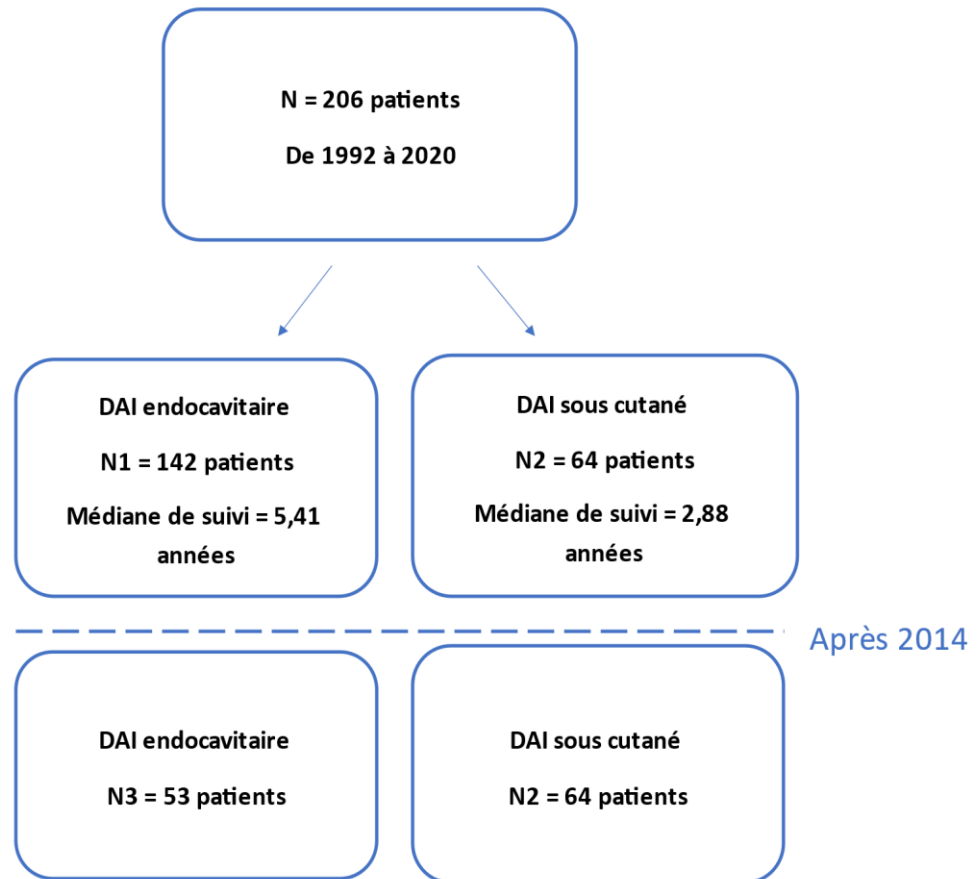 N = 206 patients
De 1992 à 2020
DAI endocavitaire
N1 = 142 patients
Médiane de suivi = 5,41
années
DAI sous cutané
N2 = 64 patients
Médiane de suivi = 2,88
années
Après 2014
DAI endocavitaire
N3 = 53 patients
DAI sous cutané
N2 = 64 patients